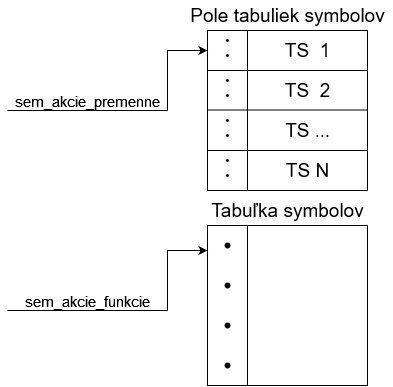 Pole tabuliek symbolov
TS 1
sem_akcie_premenne
TS 2
TS ...
TS N
Tabuľka symbolov
sem_akcie_funkcie